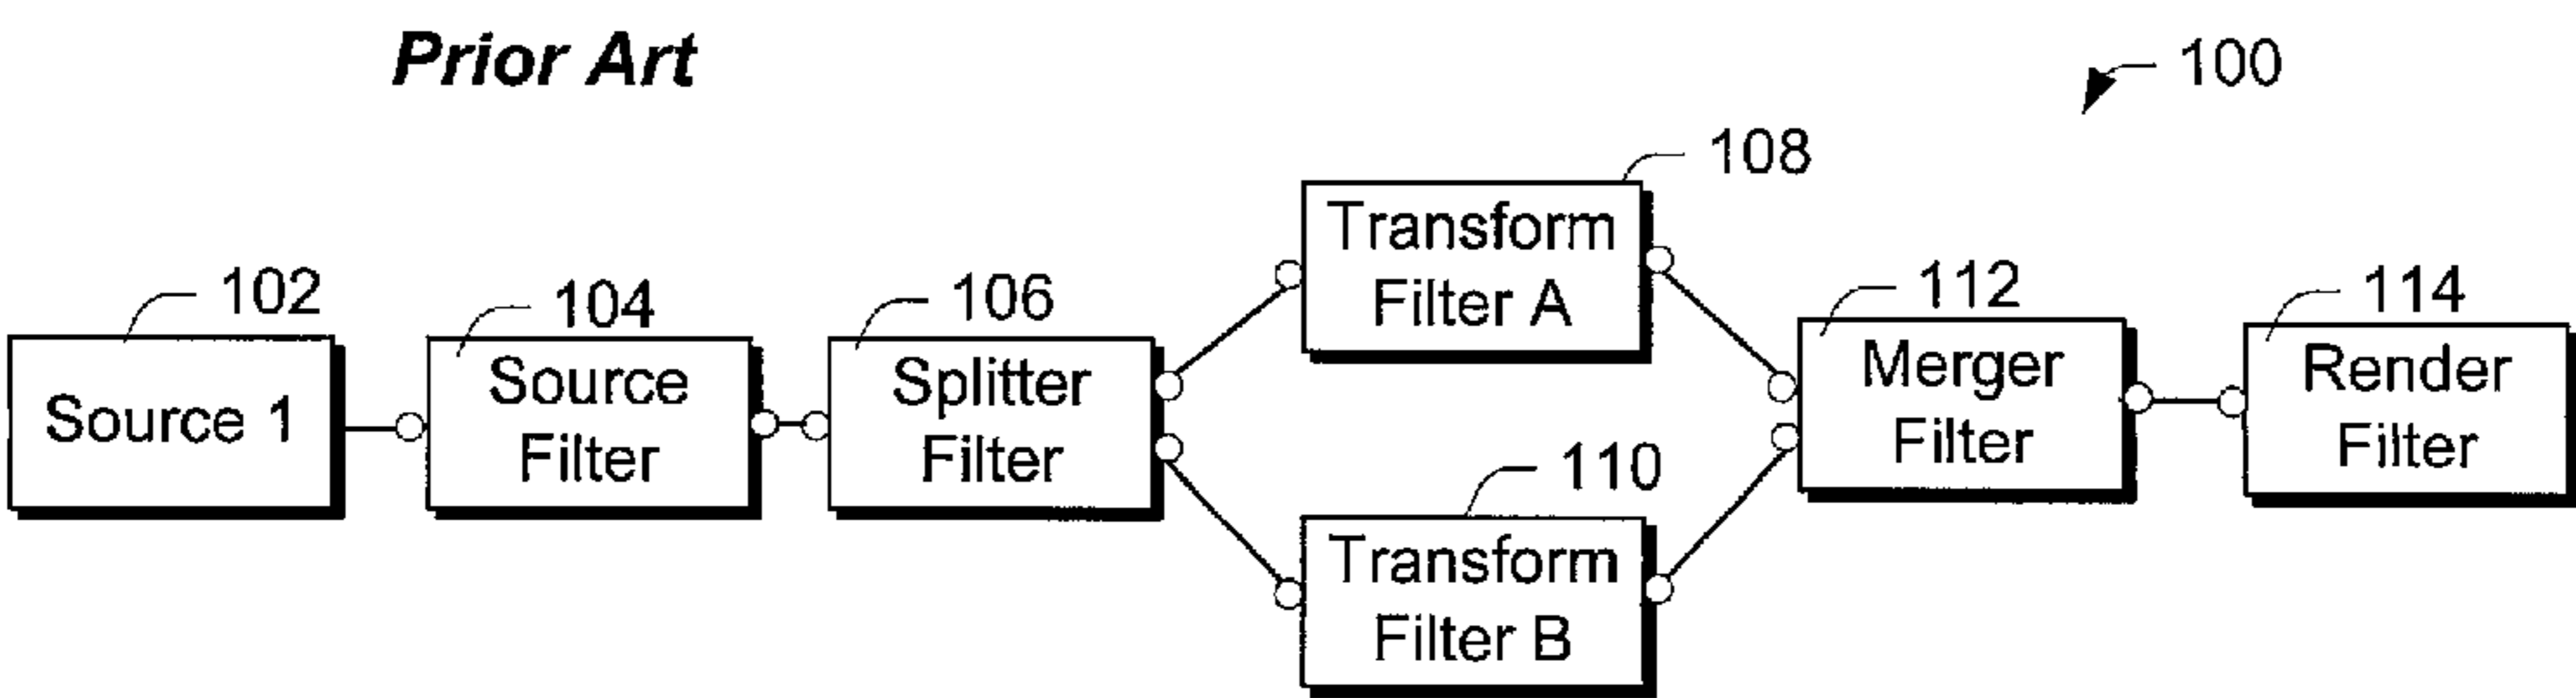 Prior Art
100
108
Transform
Filter A
102
104
106
112
114
Source 1
Source
Filter
Splitter
Filter
Merger
Filter
Render
Filter
110
Transform
Filter B